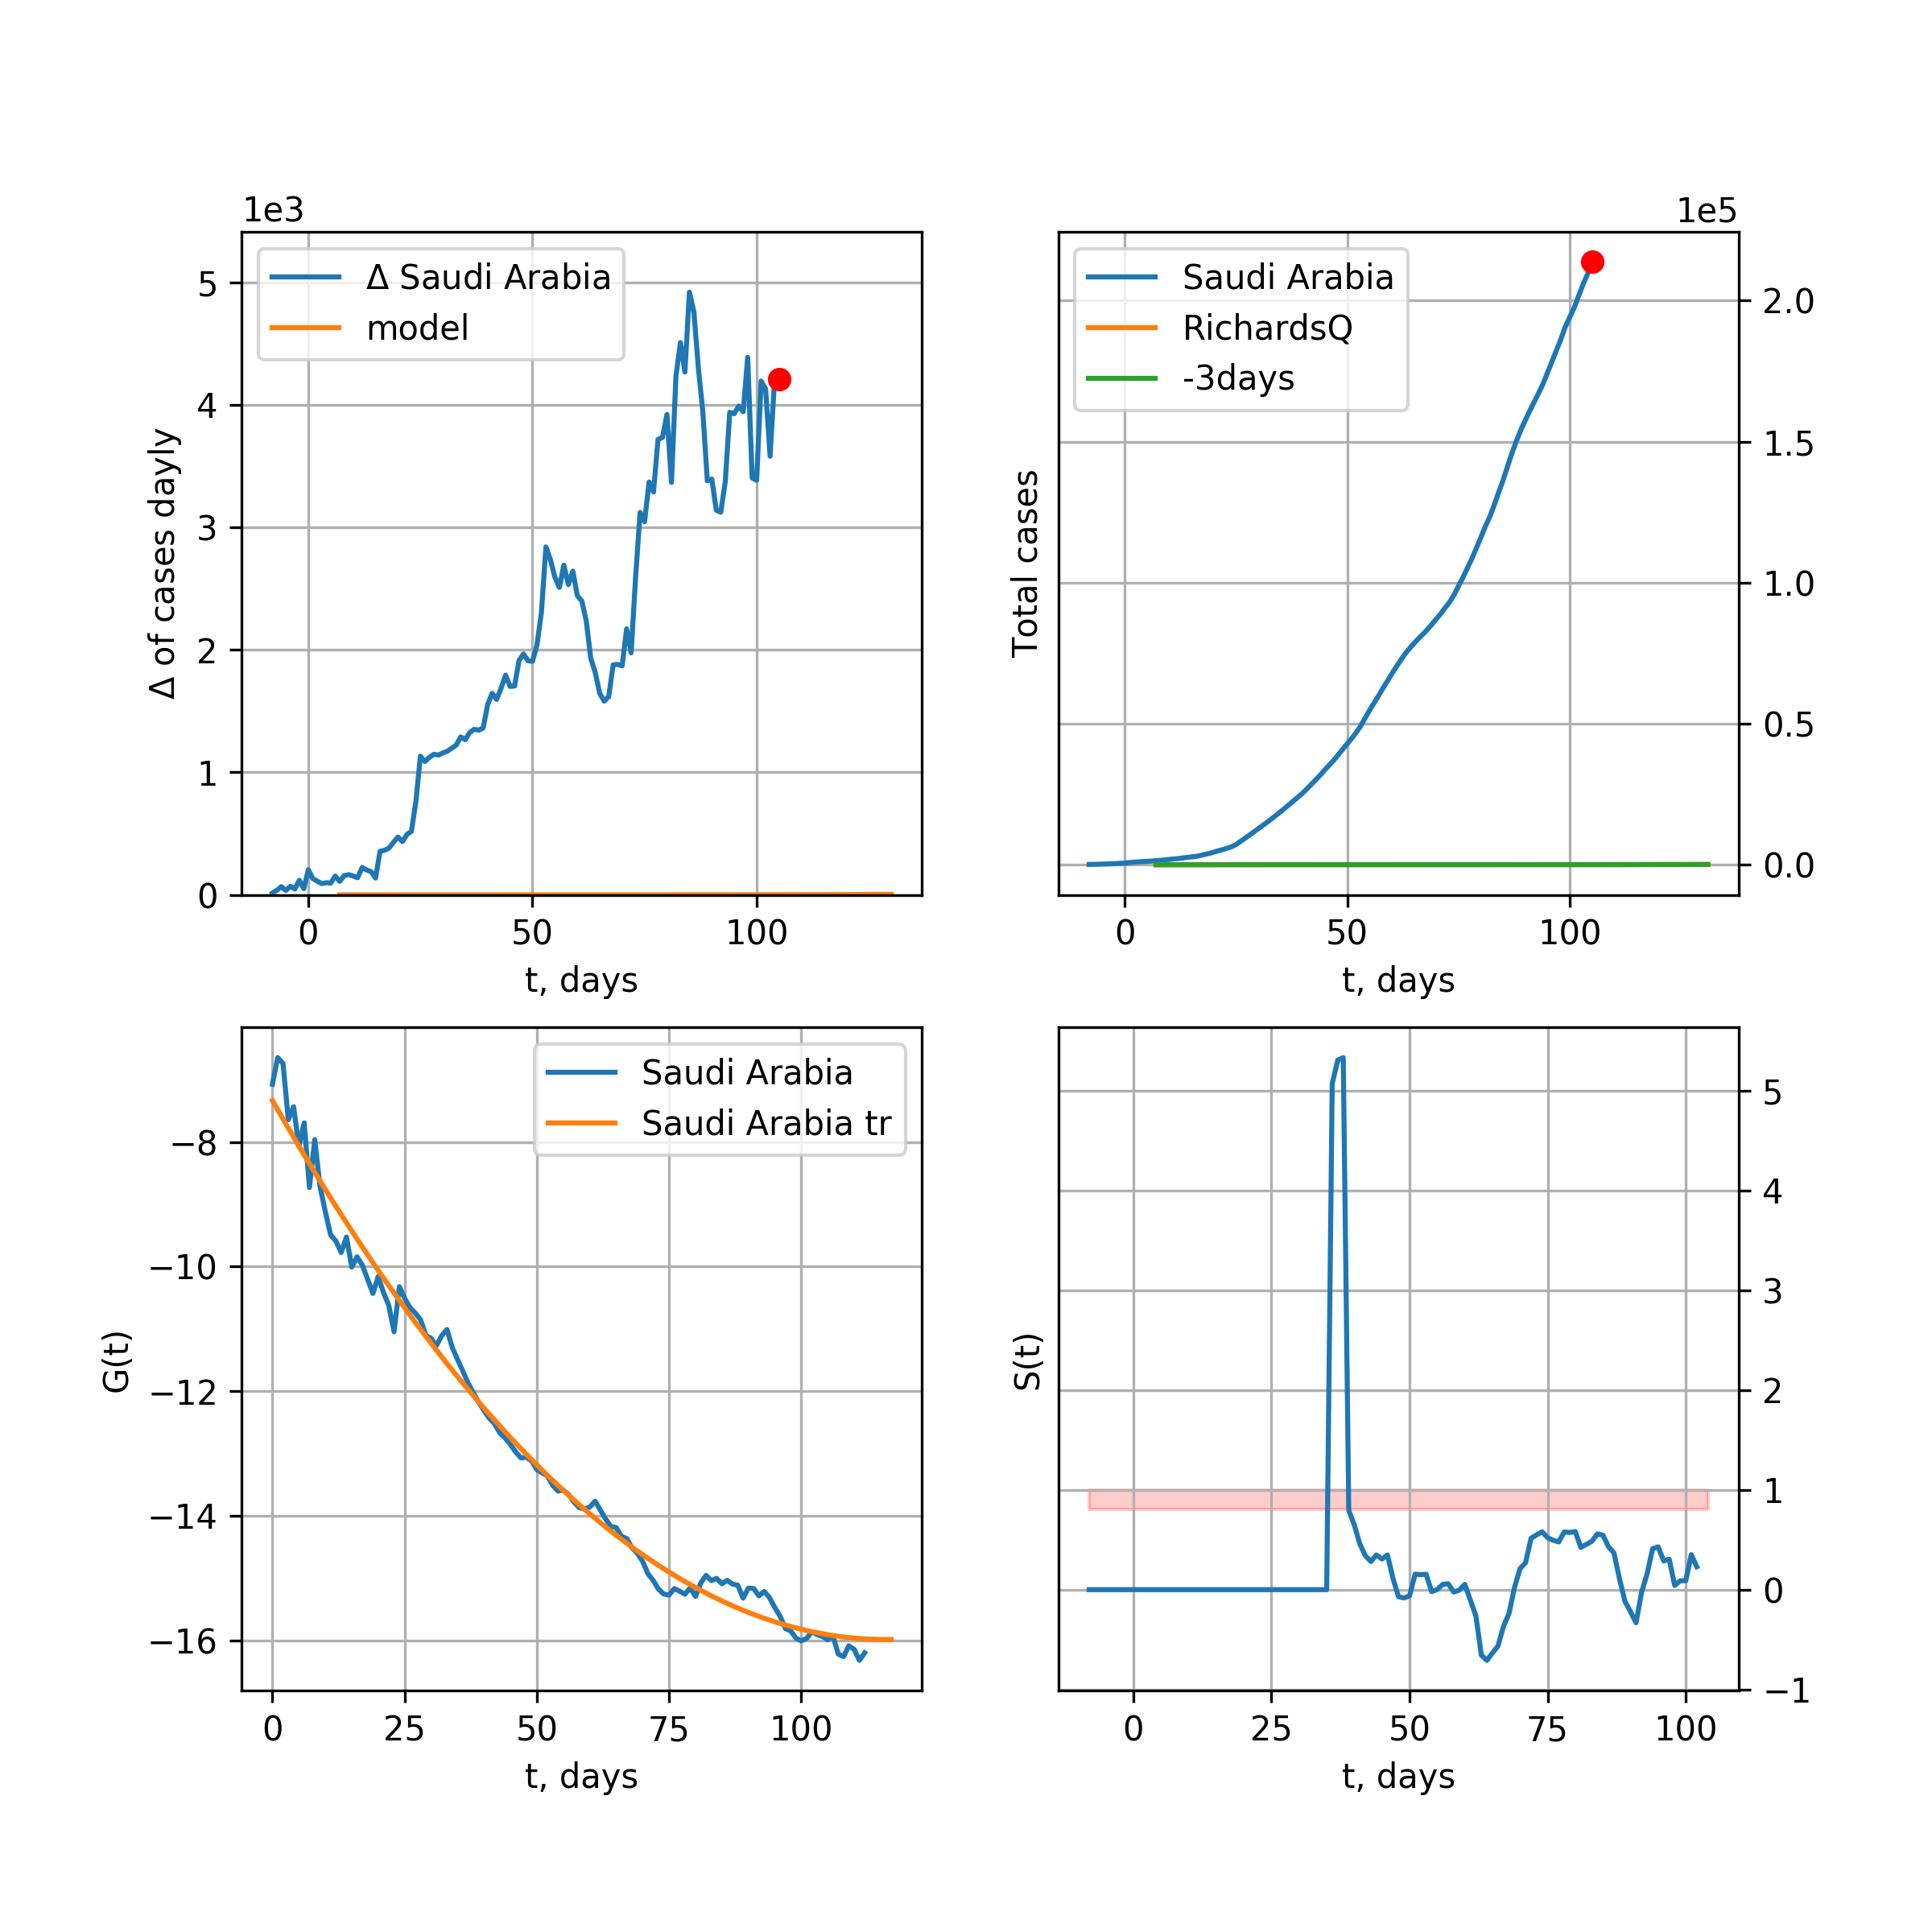 1e3
Δ Saudi Arabia
model
5
4
3
2
1
0
Δ of cases dayly
0 50 100
t, days
1e5
Saudi Arabia
RichardsQ
-3days
2.0
1.5
1.0
0.5
0.0
Total cases
0 50 100
t, days
Saudi Arabia
Saudi Arabia tr
−8
−10
−12
−14
−16
G(t)
0 25 50 75 100
t, days
5
4
3
2
1
0
−1
S(t)
0 25 50 75 100
t, days